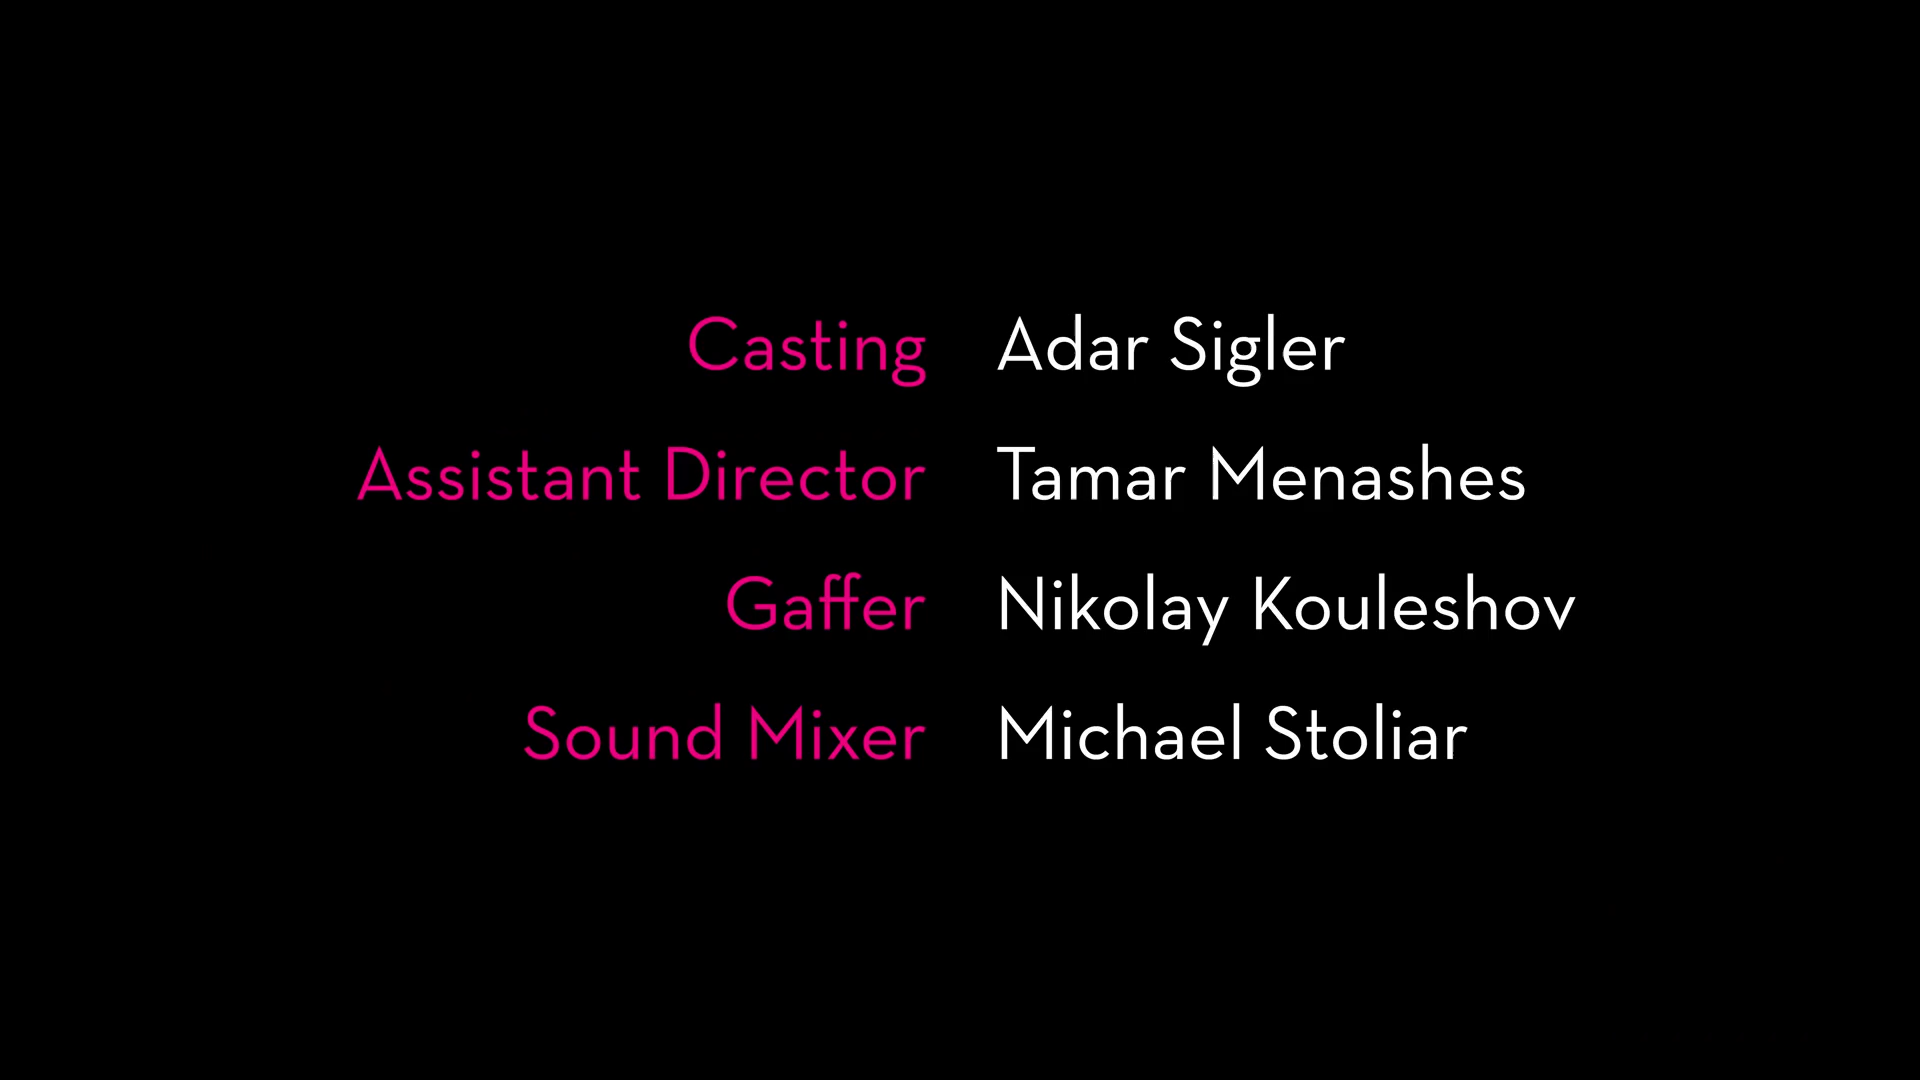 Casting Adar Sigler
Assistant Director Tamar Menashes
Gaffer Nikolay Kouleshov
Sound Mixer Michael Stoliar